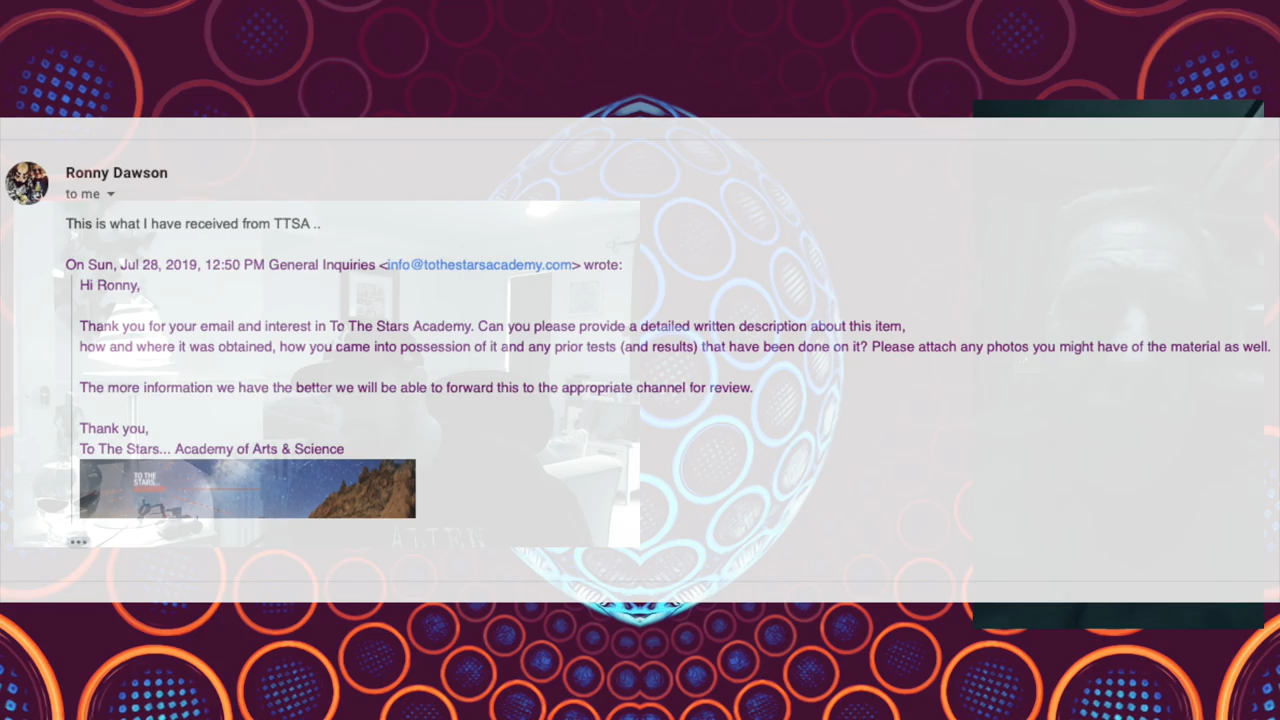 Ronny Dawson
to me
This is what I have received from TTSA ..
On Sun, Jul 28, 2019, 12:50 PM General Inquiries <info@tothestarsacademy.com> wrote:
Hi Ronny,
Thank you for your email and interest in To The Stars Academy. Can you please provide a detailed written description about this item,
how and where it was obtained, how you came into possession of it and any prior tests (and results) that have been done on it? Please attach any photos you might have of the material as well.
The more information we have the better we will be able to forward this to the appropriate channel for review.
Thank you,
To The Stars... Academy of Arts & Science
TO THE
STARS...